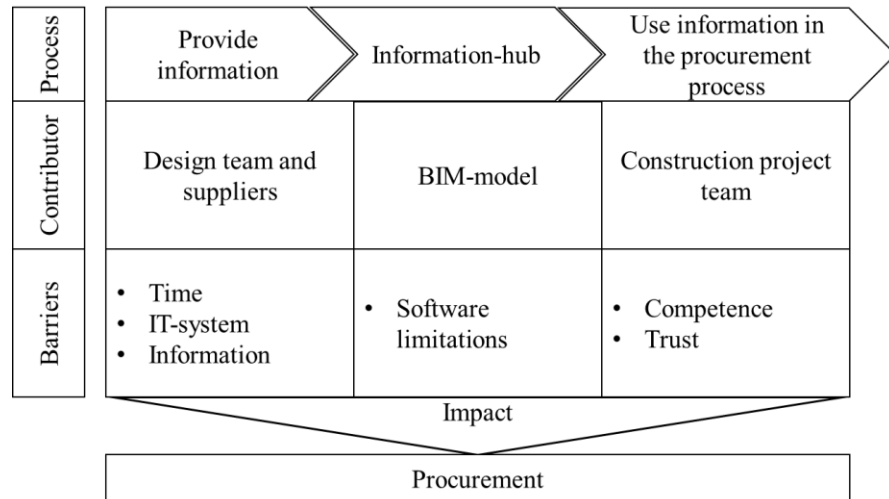 Process
Provide
information
Information-hub
Use information in
the procurement
process
Contributor
Design team and
suppliers
BIM-model
Construction project
team
Barriers
• Time
• IT-system
• Information
• Software
limitations
• Competence
• Trust
Impact
Procurement